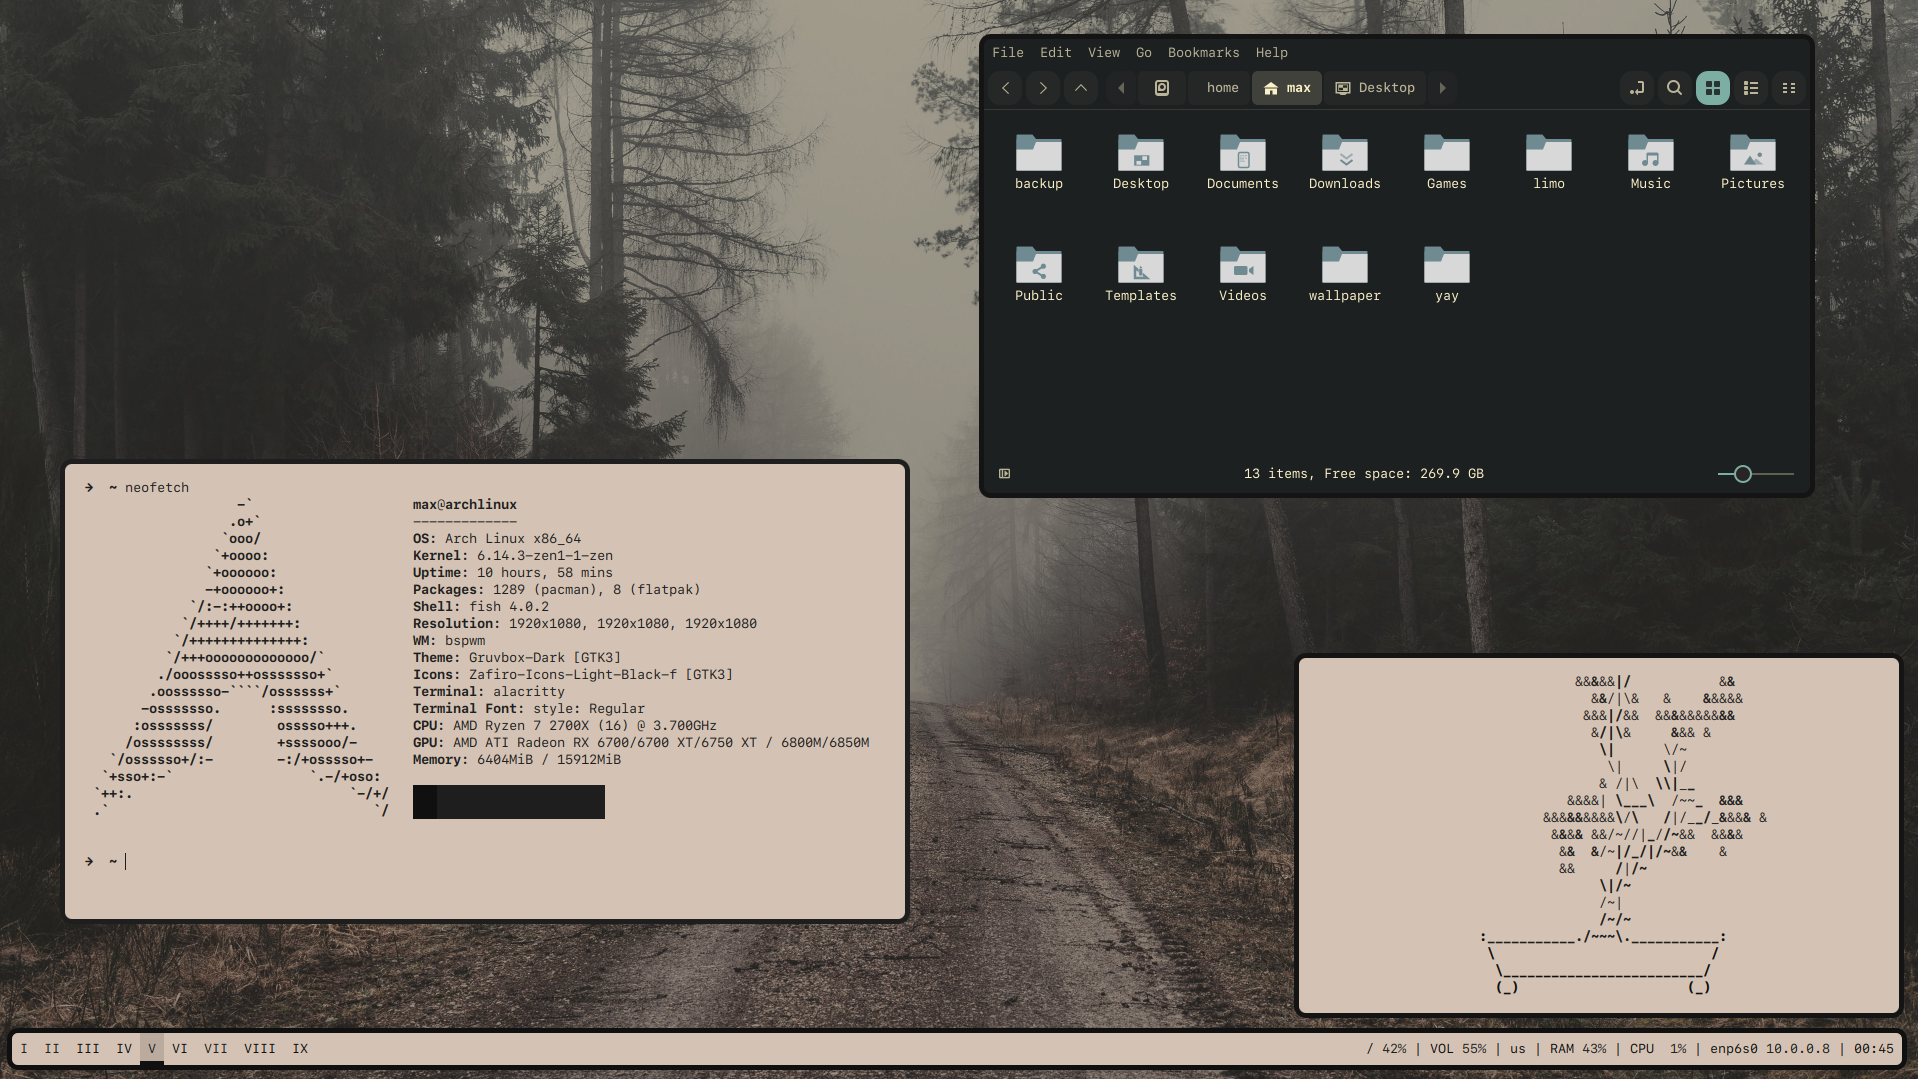 File Edit View Go Bookmarks Help
home max Desktop
backup Desktop Documents Downloads Games limo Music Pictures
Public Templates Videos wallpaper yay
13 items, Free space: 269.9 GB
~ neofetch
max@archlinux
-------------
OS: Arch Linux x86_64
Kernel: 6.14.3-zen1-1-zen
Uptime: 10 hours, 58 mins
Packages: 1289 (pacman), 8 (flatpak)
Shell: fish 4.0.2
Resolution: 1920x1080, 1920x1080, 1920x1080
WM: bspwm
Theme: Gruvbox-Dark [GTK3]
Icons: Zafiro-Icons-Light-Black-f [GTK3]
Terminal: alacritty
Terminal Font: style: Regular
CPU: AMD Ryzen 7 2700X (16) @ 3.700GHz
GPU: AMD ATI Radeon RX 6700/6700 XT/6750 XT / 6800M/6850M
Memory: 6404MiB / 15912MiB
~
I II III IV V VI VII VIII IX
/ 42% | VOL 55% | us | RAM 43% | CPU 1% | enp6s0 10.0.0.8 | 00:45